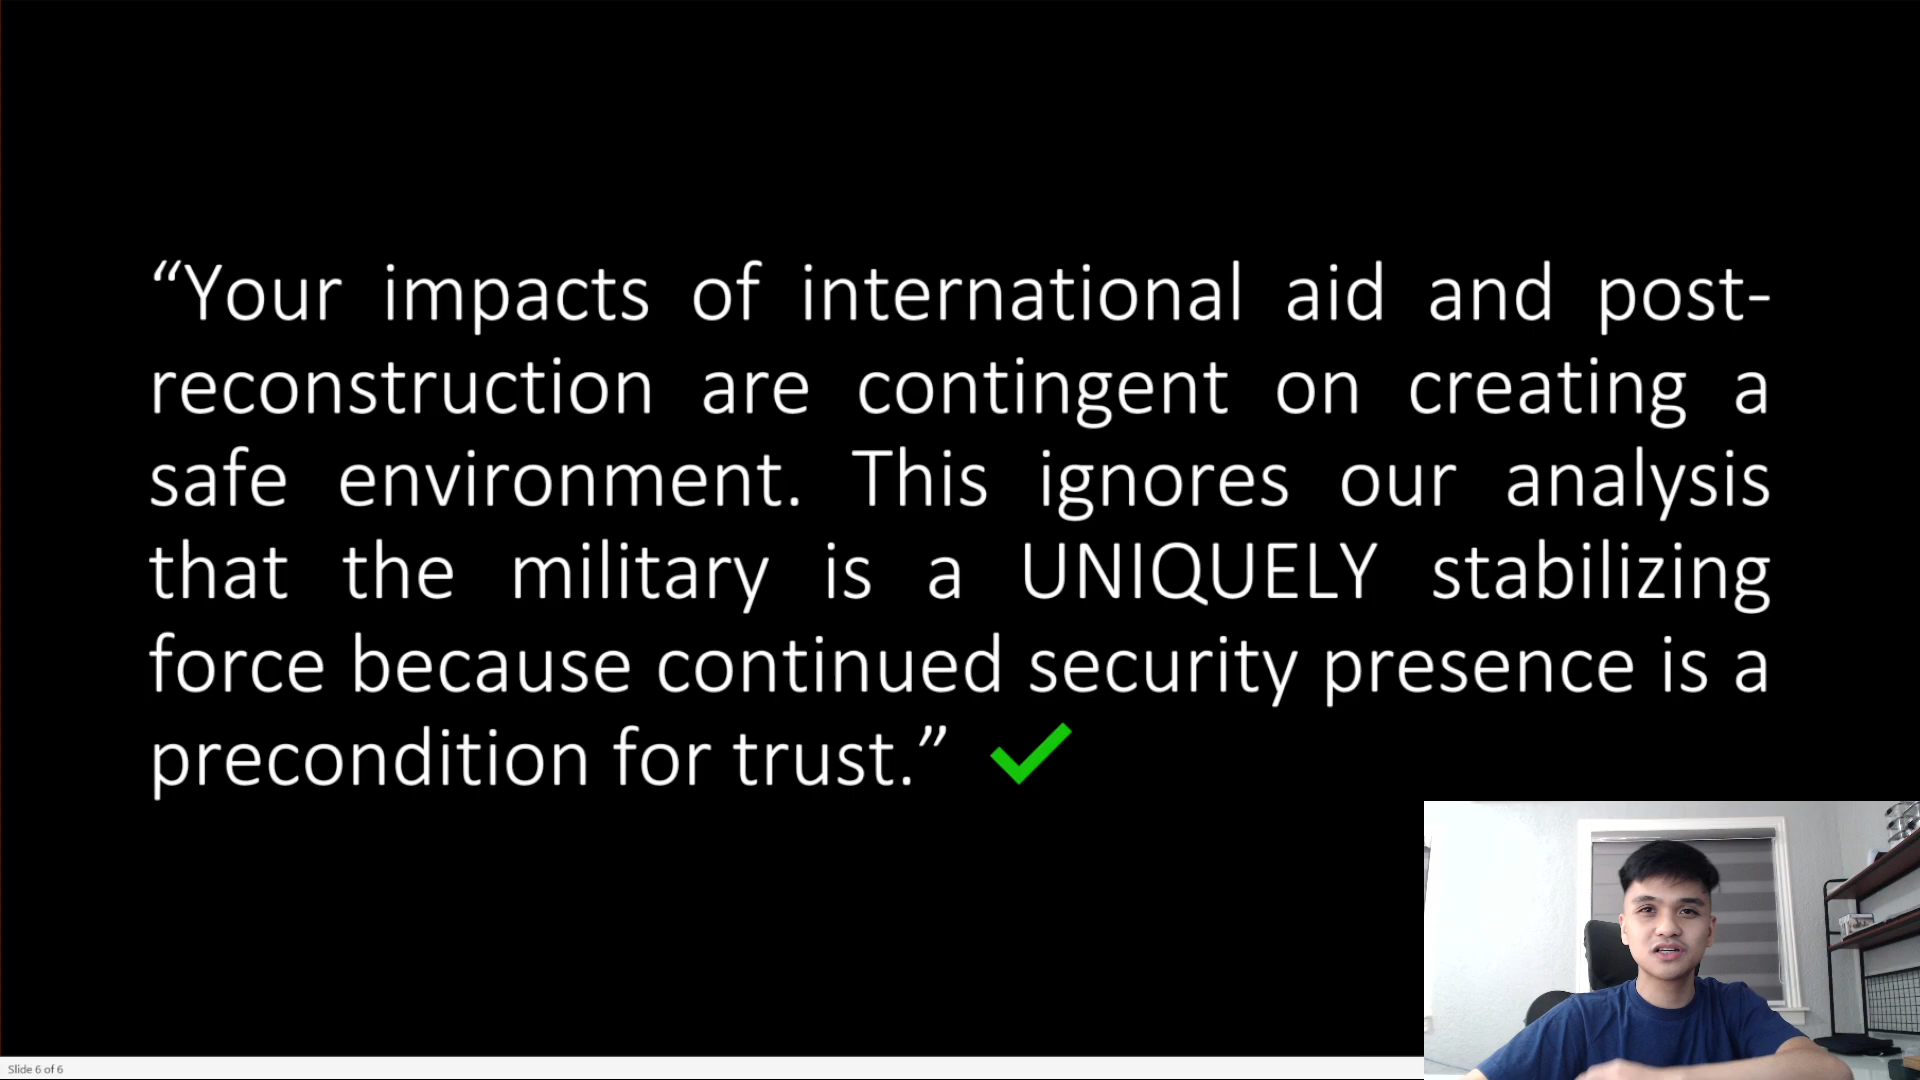 “Your impacts of international aid and post-
reconstruction are contingent on creating a
safe environment. This ignores our analysis
that the military is a UNIQUELY stabilizing
force because continued security presence is a
precondition for trust.”
Slide 6 of 6